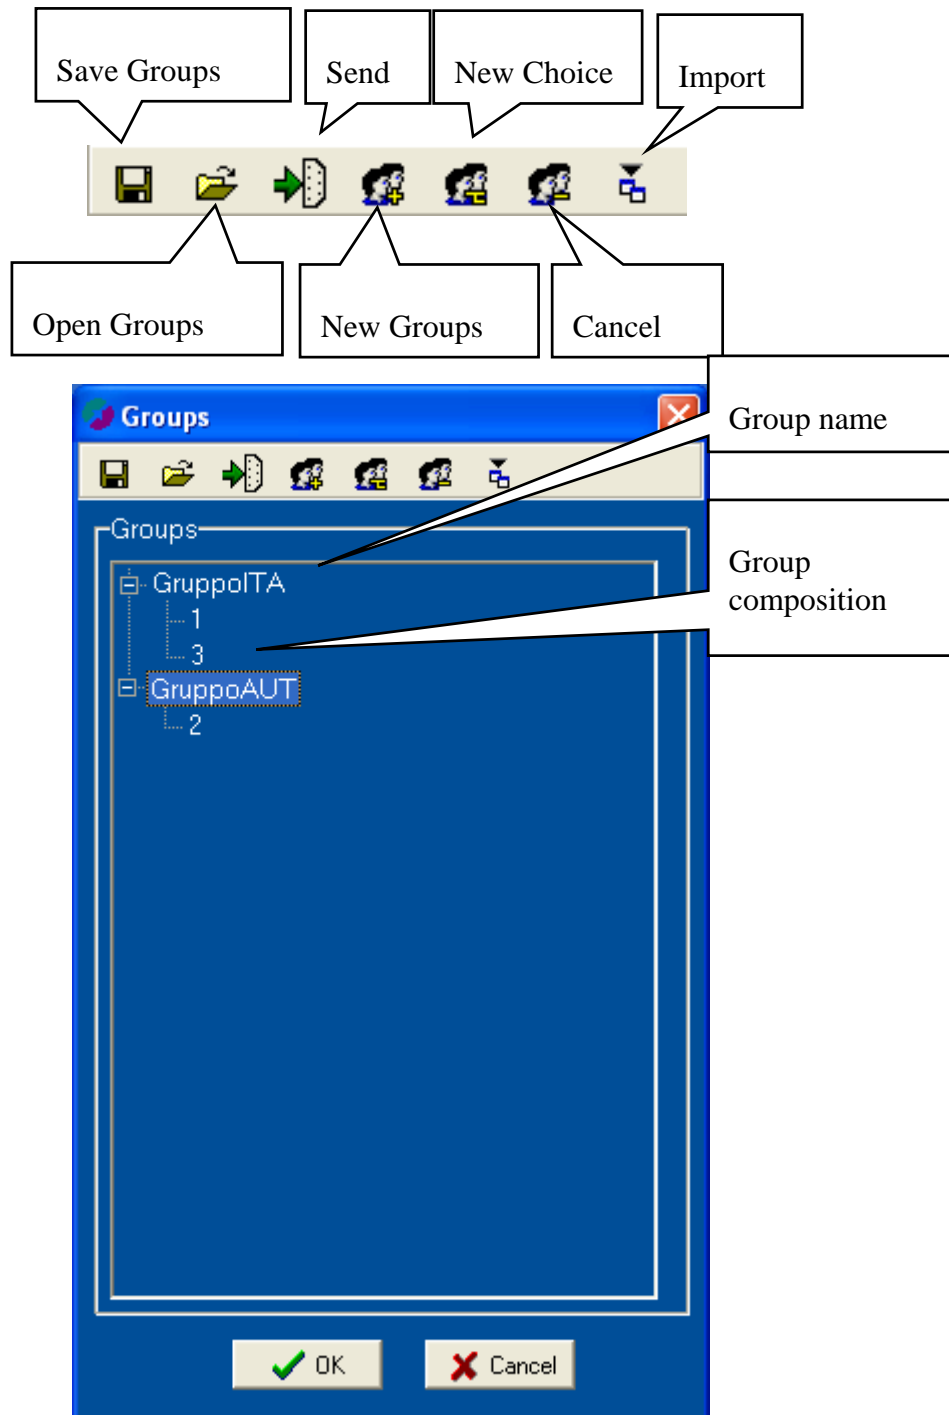 Save Groups
Send
New Choice
Import
Open Groups
New Groups
Cancel
Groups
Group name
Groups
Group
composition
GruppoITA
1
3
GruppoAUT
2
OK
Cancel